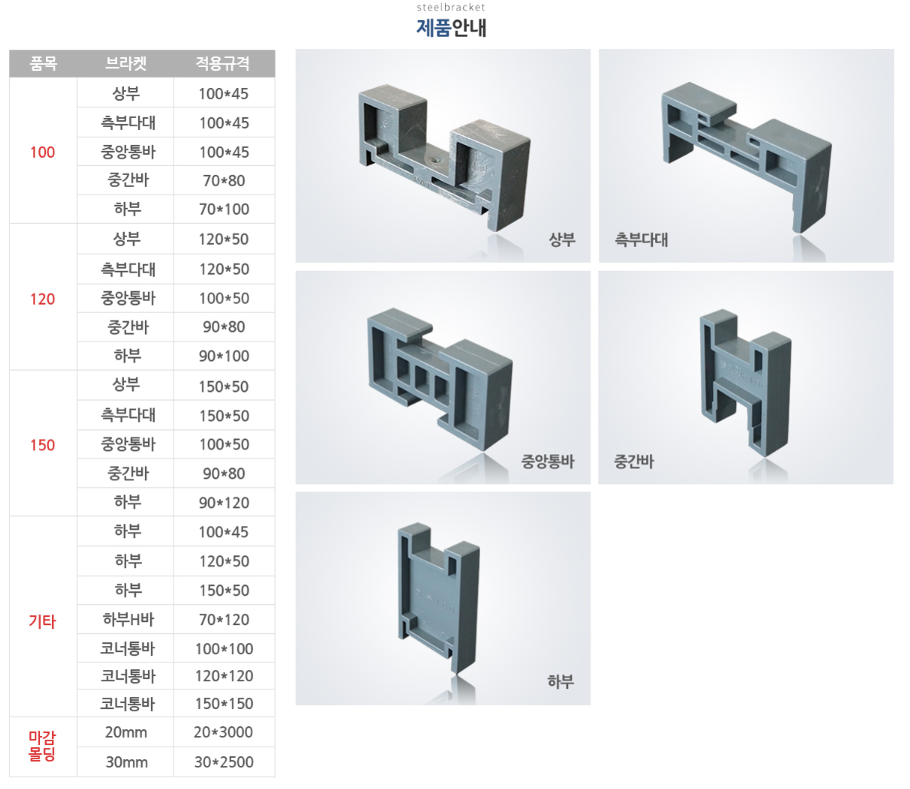 steelbracket
제품안내
품목 브라켓 적용규격
100
상부 100*45
측부다대 100*45
중앙통바 100*45
중간바 70*80
하부 70*100
120
상부 120*50
측부다대 120*50
중앙통바 100*50
중간바 90*80
하부 90*100
150
상부 150*50
측부다대 150*50
중앙통바 100*50
중간바 90*80
하부 90*120
기타
하부 100*45
하부 120*50
하부 150*50
하부H바 70*120
코너통바 100*100
코너통바 120*120
코너통바 150*150
마감
몰딩
20mm 20*3000
30mm 30*2500
상부
측부다대
중앙통바
중간바
하부